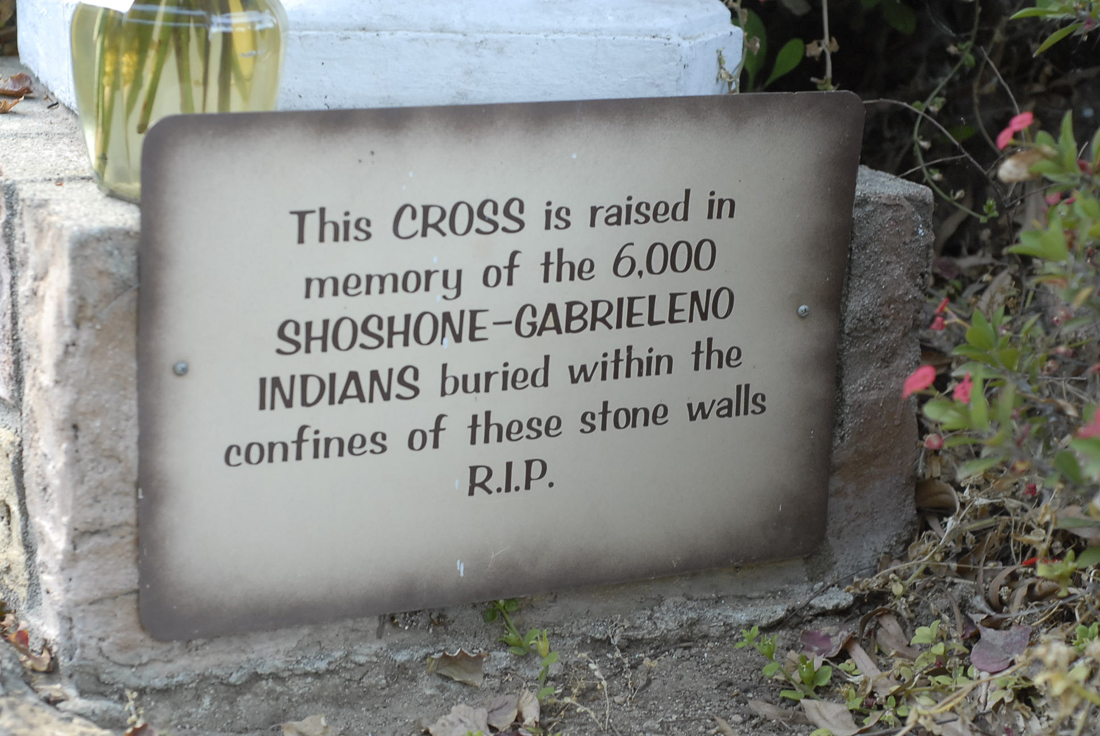 This CROSS is raised in
memory of the 6,000
SHOSHONE-GABRIELENO
INDIANS buried within the
confines of these stone walls
R.I.P.